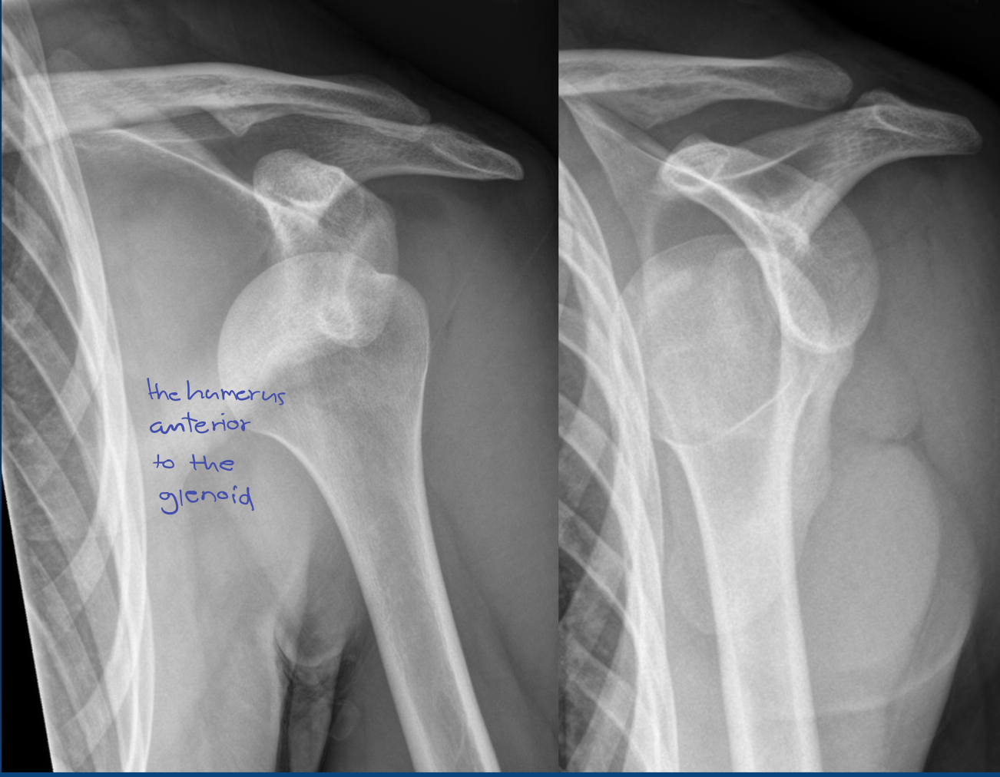 the humerus
anterior
to the
glenoid